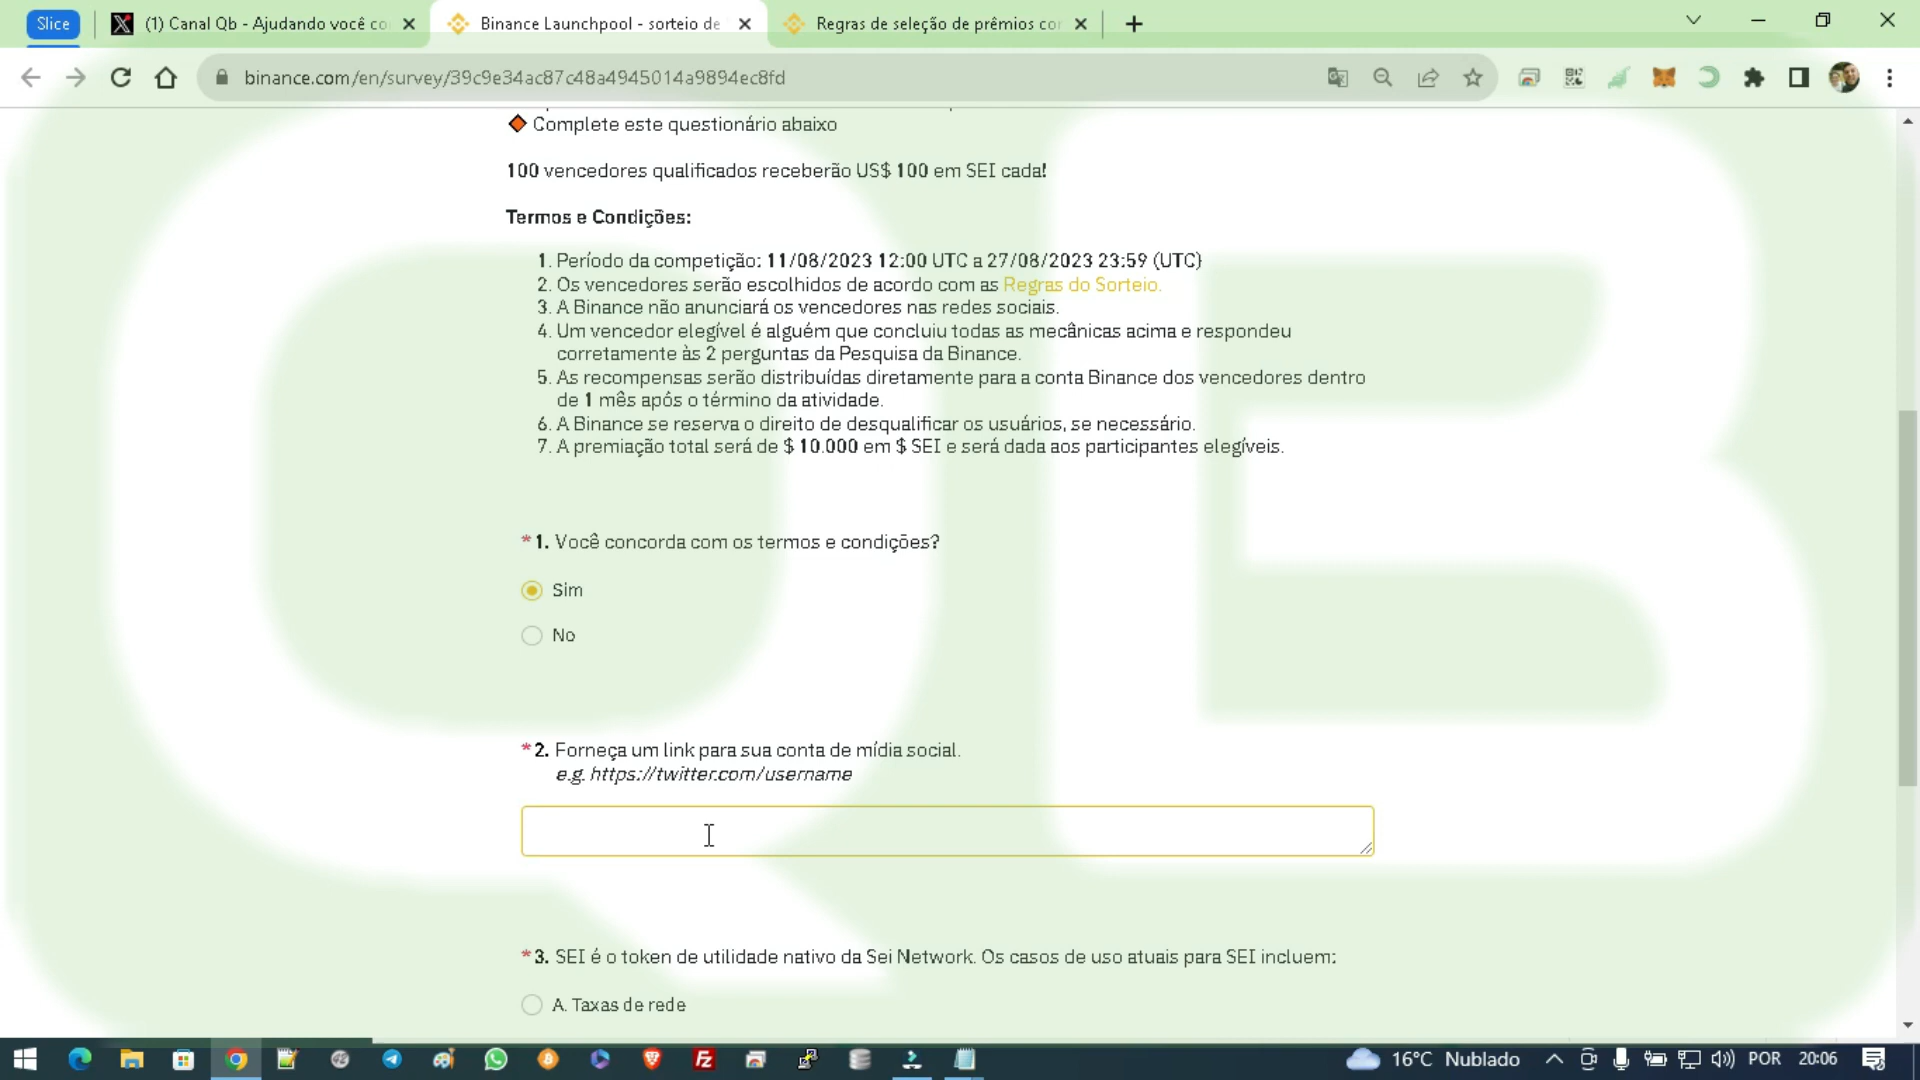 Slice
(1) Canal Qb - Ajudando você co
Binance Launchpool - sorteio de
Regras de seleção de prêmios co
binance.com/en/survey/39c9e34ac87c48a4945014a9894ec8fd
Complete este questionário abaixo
100 vencedores qualificados receberão US$ 100 em SEI cada!
Termos e Condições:
1. Período da competição: 11/08/2023 12:00 UTC a 27/08/2023 23:59 (UTC)
2. Os vencedores serão escolhidos de acordo com as Regras do Sorteio.
3. A Binance não anunciará os vencedores nas redes sociais.
4. Um vencedor elegível é alguém que concluiu todas as mecânicas acima e respondeu
corretamente às 2 perguntas da Pesquisa da Binance.
5. As recompensas serão distribuídas diretamente para a conta Binance dos vencedores dentro
de 1 mês após o término da atividade.
6. A Binance se reserva o direito de desqualificar os usuários, se necessário.
7. A premiação total será de $ 10.000 em $ SEI e será dada aos participantes elegíveis.
*1. Você concorda com os termos e condições?
Sim
No
*2. Forneça um link para sua conta de mídia social.
e.g. https://twitter.com/username
*3. SEI é o token de utilidade nativo da Sei Network. Os casos de uso atuais para SEI incluem:
A. Taxas de rede
16°C Nublado
POR
20:06
QB